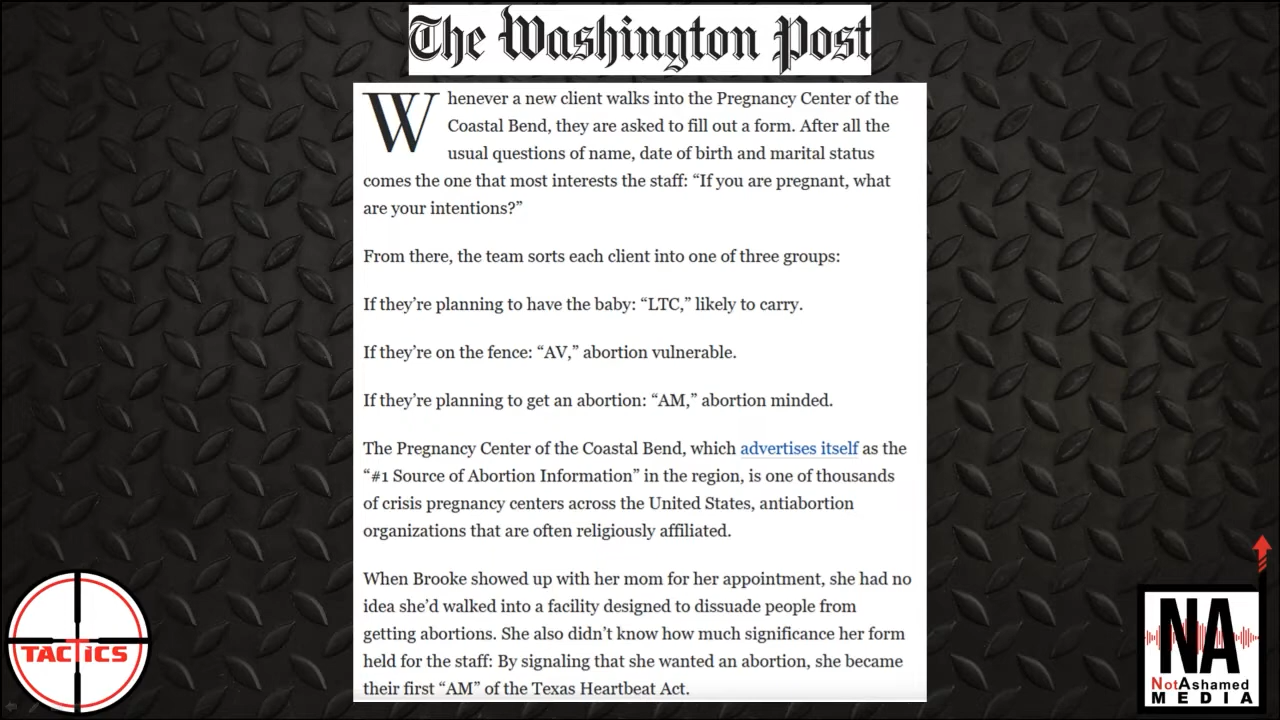 The Washington Post
Whenever a new client walks into the Pregnancy Center of the
Coastal Bend, they are asked to fill out a form. After all the
usual questions of name, date of birth and marital status
comes the one that most interests the staff: “If you are pregnant, what
are your intentions?”
From there, the team sorts each client into one of three groups:
If they’re planning to have the baby: “LTC,” likely to carry.
If they’re on the fence: “AV,” abortion vulnerable.
If they’re planning to get an abortion: “AM,” abortion minded.
The Pregnancy Center of the Coastal Bend, which advertises itself as the
“#1 Source of Abortion Information” in the region, is one of thousands
of crisis pregnancy centers across the United States, antiabortion
organizations that are often religiously affiliated.
When Brooke showed up with her mom for her appointment, she had no
idea she’d walked into a facility designed to dissuade people from
getting abortions. She also didn’t know how much significance her form
held for the staff: By signaling that she wanted an abortion, she became
their first “AM” of the Texas Heartbeat Act.
TACTICS
NA
NotAshamed
MEDIA